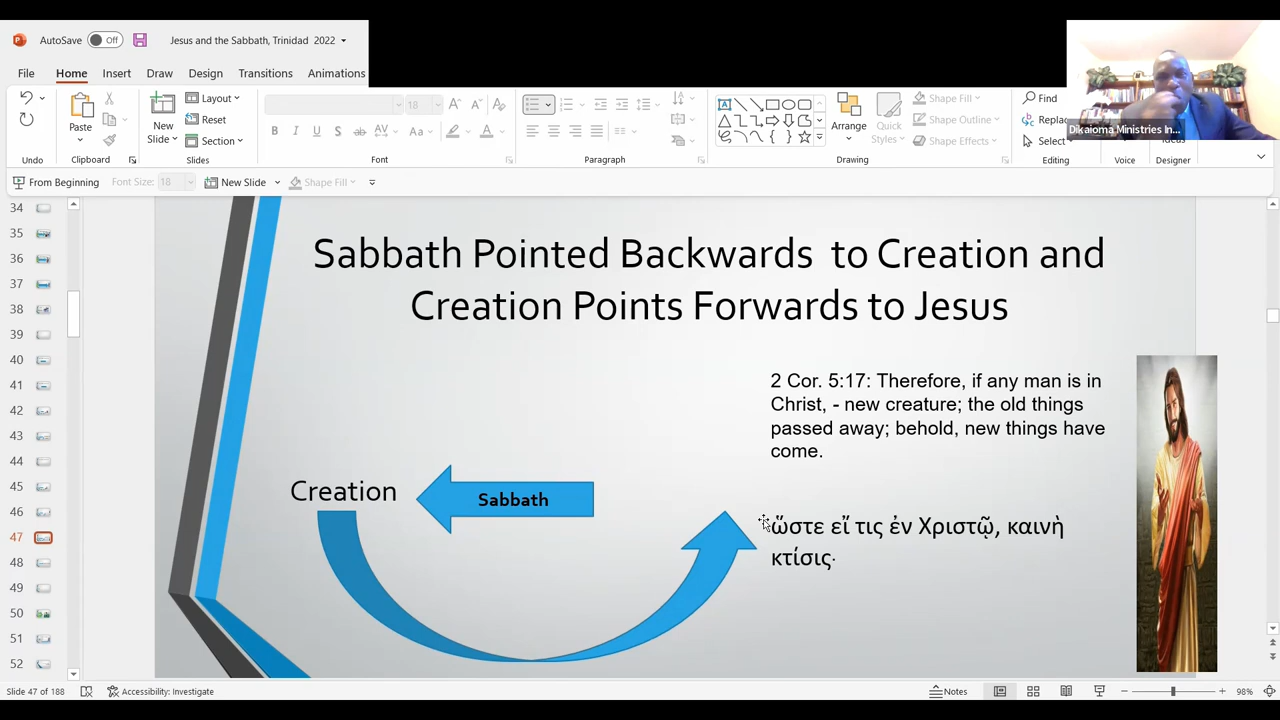 AutoSave Off Jesus and the Sabbath, Trinidad 2022
File Home Insert Draw Design Transitions Animations
Paste
New
Slide
Layout
Reset
Section
18
Aa
Arrange
Quick
Styles
Shape Fill
Shape Outline
Shape Effects
Find
Select
Dikaioma Ministries In...
Undo Clipboard Slides Font Paragraph Drawing Editing Voice Designer
From Beginning Font Size: 18 New Slide Shape Fill
34
35
36
37
38
39
40
41
42
43
44
45
46
47
48
49
50
51
52
Sabbath Pointed Backwards to Creation and
Creation Points Forwards to Jesus
2 Cor. 5:17: Therefore, if any man is in
Christ, - new creature; the old things
passed away; behold, new things have
come.
Creation
Sabbath
ὥστε εἴ τις ἐν Χριστῷ, καινὴ
κτίσις·
Slide 47 of 188 Accessibility: Investigate Notes 98%